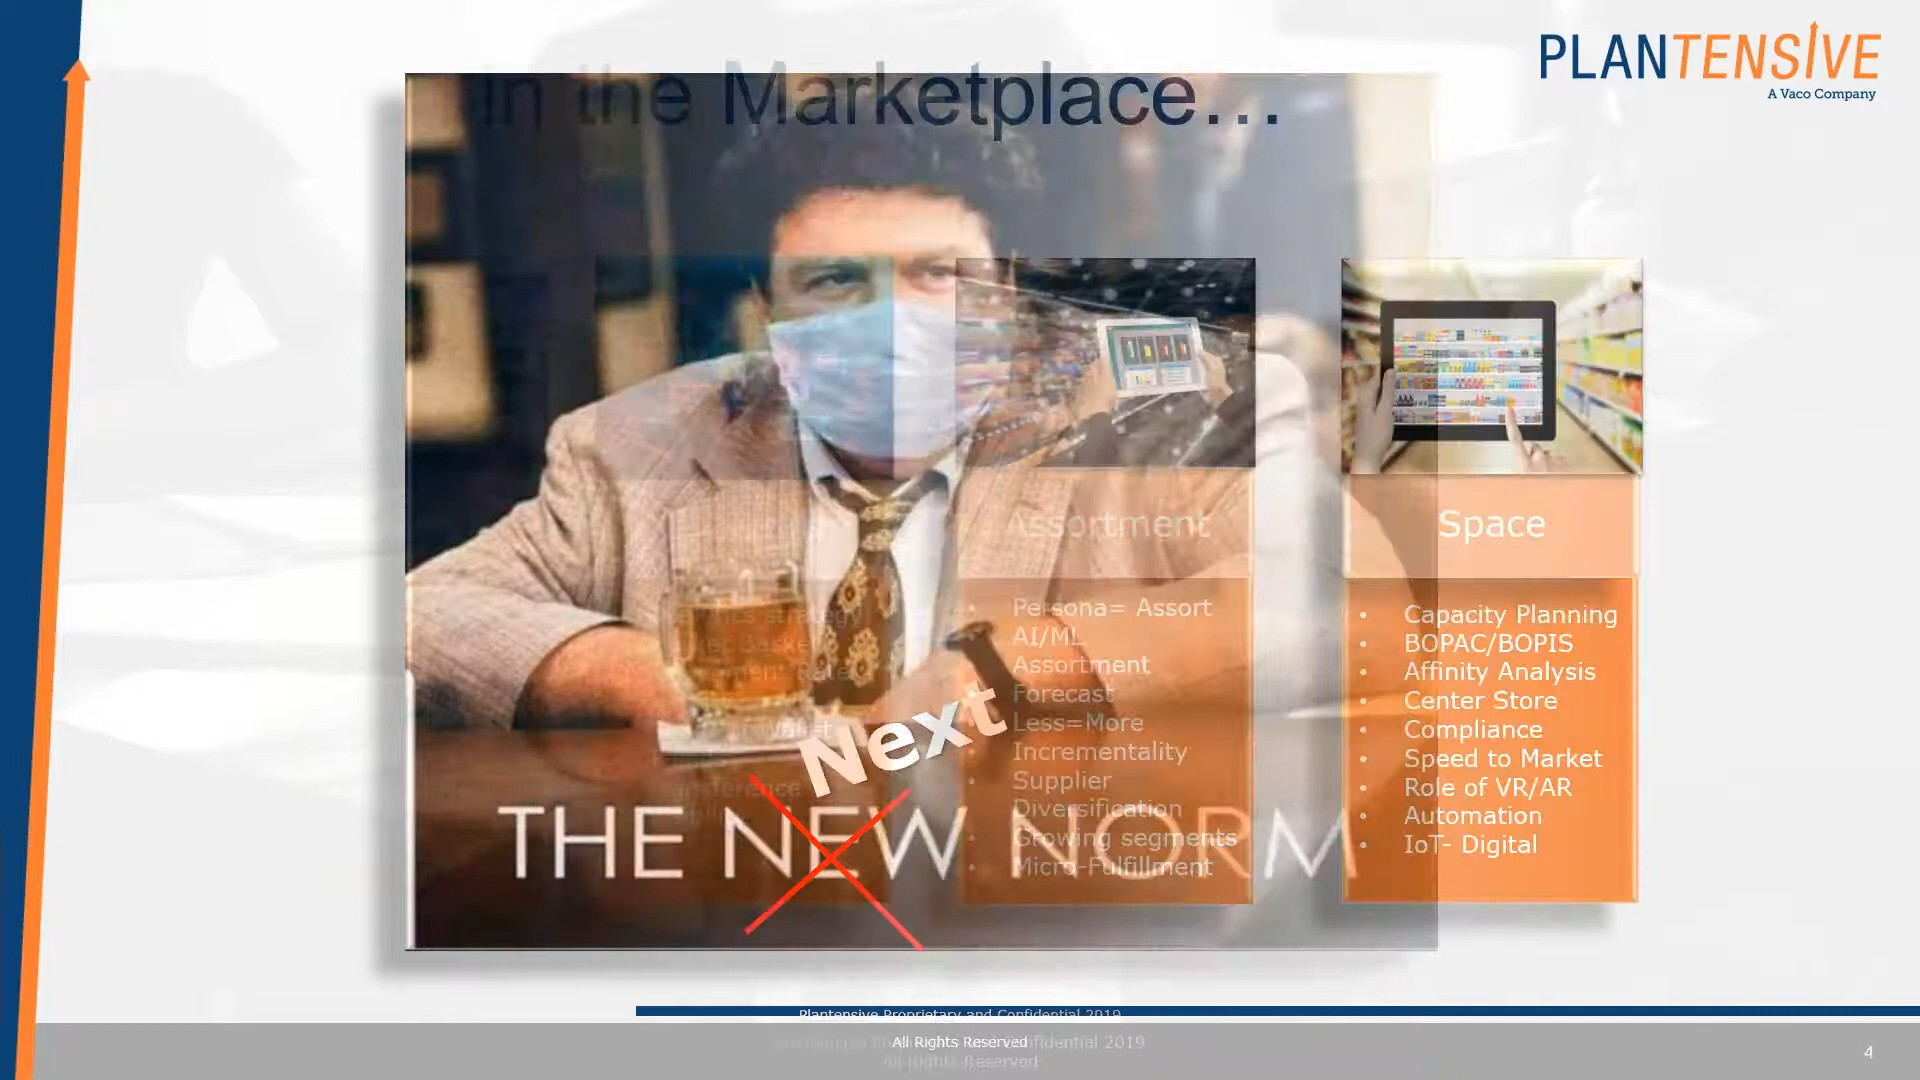 PLANTENSIVE
A Vaco Company
in the Marketplace...
Assortment
• Persona= Assort
AI/ML
Assortment
Forecast
Less=More
Incrementality
Supplier
Diversification
Growing segments
Micro-Fulfillment
Space
• Capacity Planning
• BOPAC/BOPIS
• Affinity Analysis
• Center Store
• Compliance
• Speed to Market
• Role of VR/AR
• Automation
• IoT- Digital
Next
THE NEW NORM
Plantensive Proprietary and Confidential 2019
All Rights Reserved
4